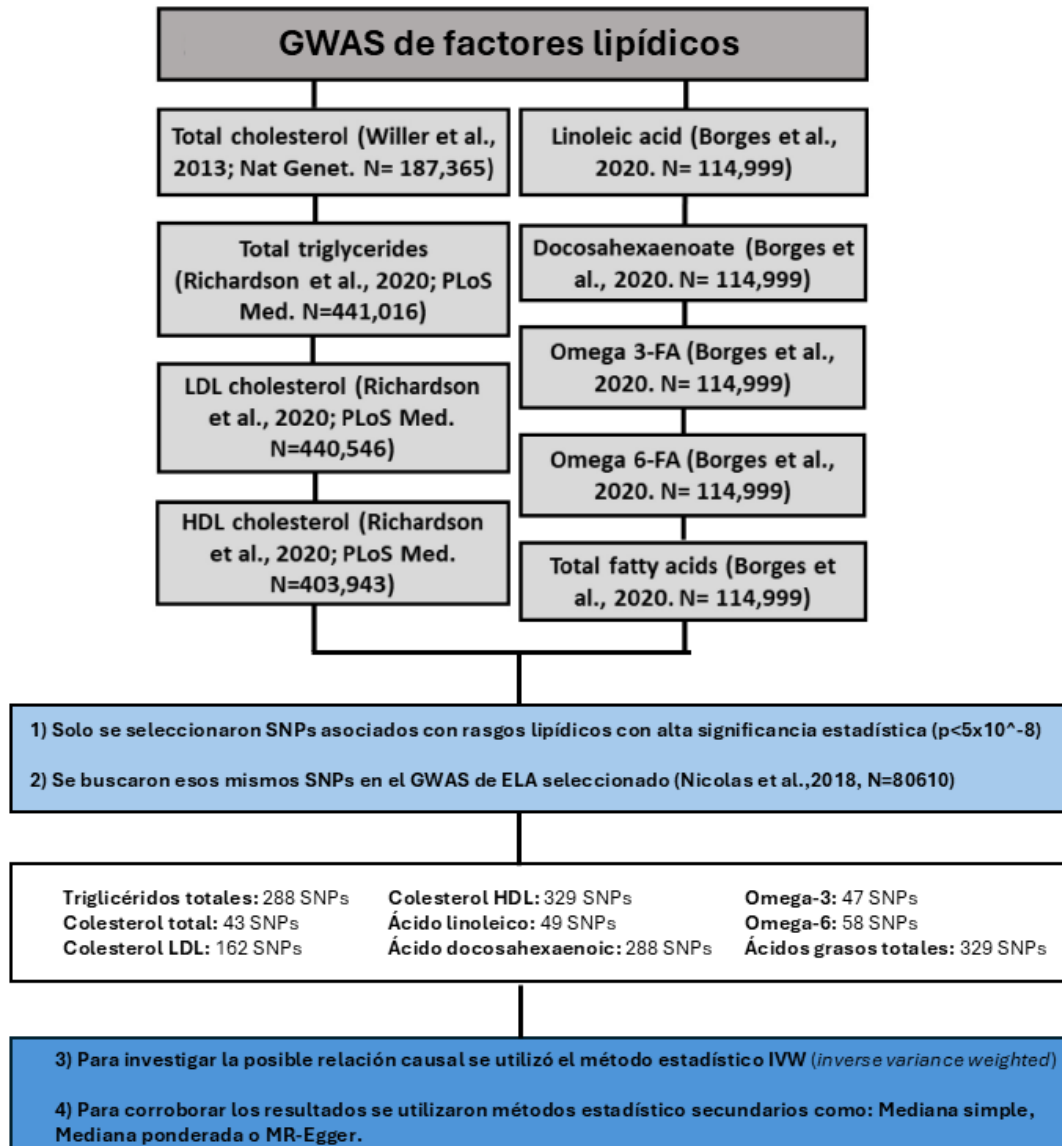 GWAS de factores lipídicos
Total cholesterol (Willer et al.,
2013; Nat Genet. N= 187,365)
Total triglycerides
(Richardson et al., 2020; PLoS
Med. N=441,016)
LDL cholesterol (Richardson
et al., 2020; PLoS Med.
N=440,546)
HDL cholesterol (Richardson
et al., 2020; PLoS Med.
N=403,943)
Linoleic acid (Borges et al.,
2020. N= 114,999)
Docosahexaenoate (Borges et
al., 2020. N= 114,999)
Omega 3-FA (Borges et al.,
2020. N= 114,999)
Omega 6-FA (Borges et al.,
2020. N= 114,999)
Total fatty acids (Borges et
al., 2020. N= 114,999)
1) Solo se seleccionaron SNPs asociados con rasgos lipídicos con alta significancia estadística (p<5x10^-8)
2) Se buscaron esos mismos SNPs en el GWAS de ELA seleccionado (Nicolas et al.,2018, N=80610)
Triglicéridos totales: 288 SNPs
Colesterol total: 43 SNPs
Colesterol LDL: 162 SNPs
Colesterol HDL: 329 SNPs
Ácido linoleico: 49 SNPs
Ácido docosahexaenoic: 288 SNPs
Omega-3: 47 SNPs
Omega-6: 58 SNPs
Ácidos grasos totales: 329 SNPs
3) Para investigar la posible relación causal se utilizó el método estadístico IVW (inverse variance weighted)
4) Para corroborar los resultados se utilizaron métodos estadístico secundarios como: Mediana simple,
Mediana ponderada o MR-Egger.